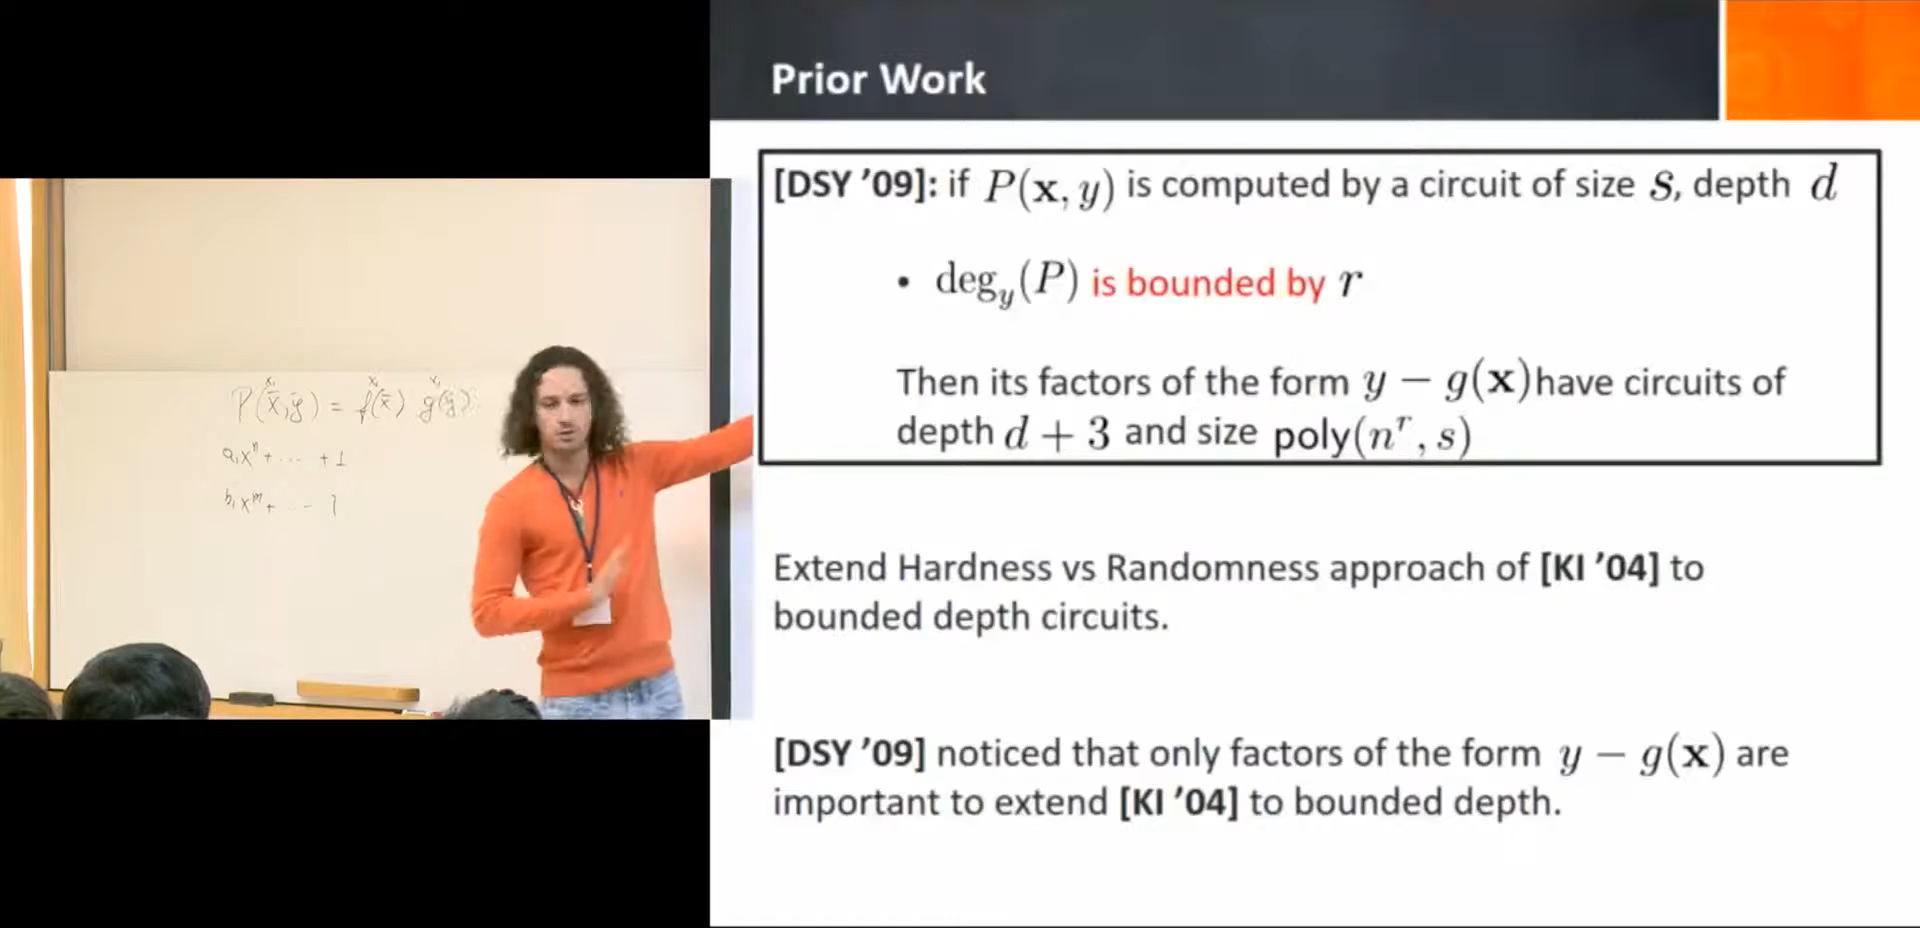 Prior Work
[DSY ’09]: if P(x, y) is computed by a circuit of size s, depth d
• deg_y(P) is bounded by r
Then its factors of the form y − g(x) have circuits of
depth d + 3 and size poly(n^r, s)
Extend Hardness vs Randomness approach of [KI ’04] to
bounded depth circuits.
[DSY ’09] noticed that only factors of the form y − g(x) are
important to extend [KI ’04] to bounded depth.
P(x̄,ȳ) = f(x̄) g(ȳ)
a₁xⁿ + ... + 1
b₁xᵐ + ... 1